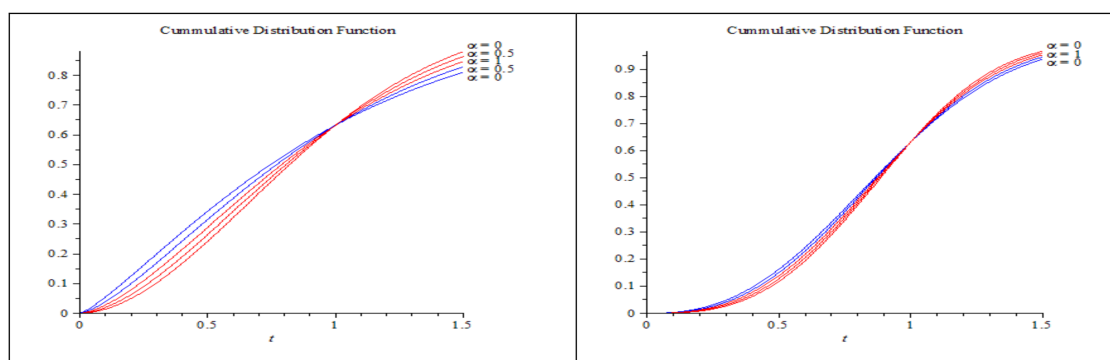 Cummulative Distribution Function
α = 0
α = 0.5
α = 1
α = 0.5
α = 0
0.8
0.7
0.6
0.5
0.4
0.3
0.2
0.1
0
0
0.5
1
1.5
t
Cummulative Distribution Function
α = 0
α = 1
α = 0
0.9
0.8
0.7
0.6
0.5
0.4
0.3
0.2
0.1
0
0
0.5
1
1.5
t